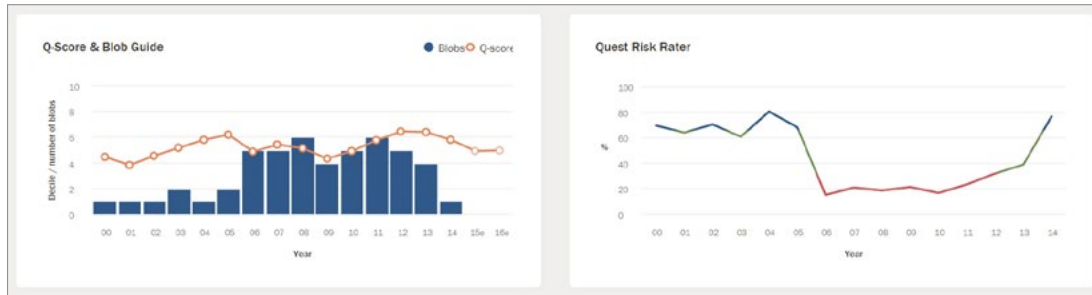 Q-Score & Blob Guide
Blobs Q-score
Decile / number of blobs
10
8
6
4
2
0
00 01 02 03 04 05 06 07 08 09 10 11 12 13 14 15e 16e
Year
Quest Risk Rater
%
100
80
60
40
20
0
00 01 02 03 04 05 06 07 08 09 10 11 12 13 14
Year